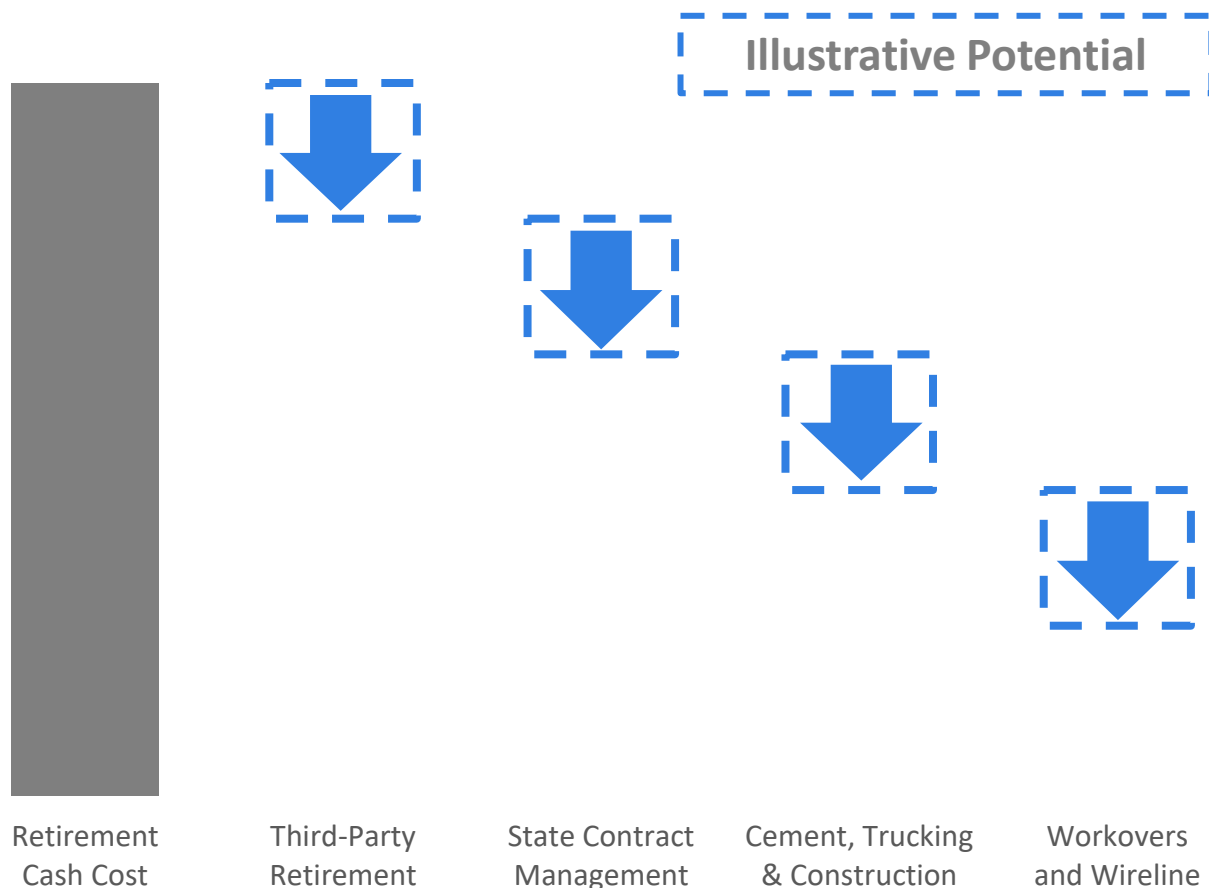 Illustrative Potential
Retirement
Cash Cost
Third-Party
Retirement
State Contract
Management
Cement, Trucking
& Construction
Workovers
and Wireline